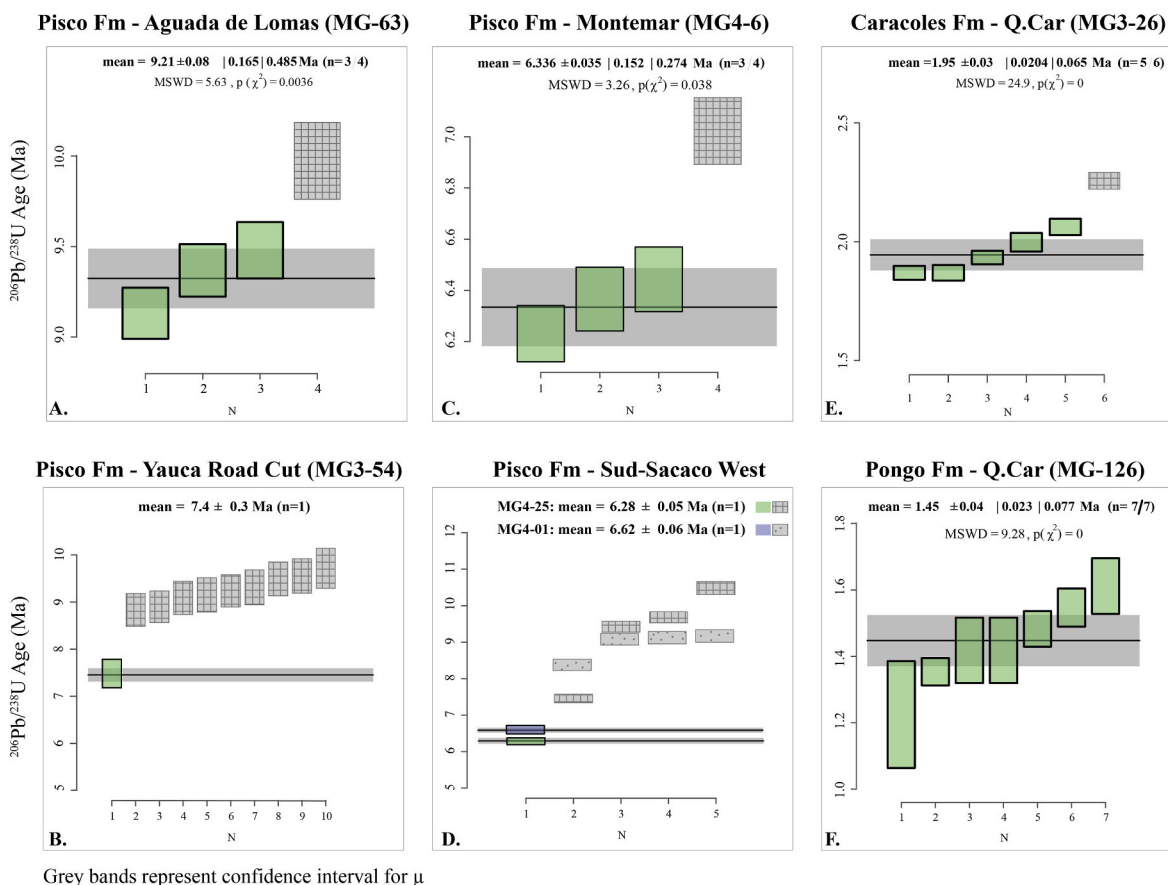 Pisco Fm - Aguada de Lomas (MG-63)
mean = 9.21 ±0.08 | 0.165 | 0.485 Ma (n=3/4)
MSWD = 5.63, p (χ²) = 0.0036
²⁰⁶Pb/²³⁸U Age (Ma)
10.0
9.5
9.0
1 2 3 4
N
A.
Pisco Fm - Montemar (MG4-6)
mean = 6.336 ±0.035 | 0.152 | 0.274 Ma (n=3/4)
MSWD = 3.26, p(χ²) = 0.038
7.0
6.8
6.6
6.4
6.2
1 2 3 4
N
C.
Caracoles Fm - Q.Car (MG3-26)
mean =1.95 ±0.03 | 0.0204 | 0.065 Ma (n= 5/6)
MSWD = 24.9, p(χ²) = 0
2.5
2.0
1.5
1 2 3 4 5 6
N
E.
Pisco Fm - Yauca Road Cut (MG3-54)
mean = 7.4 ± 0.3 Ma (n=1)
²⁰⁶Pb/²³⁸U Age (Ma)
10
9
8
7
6
5
1 2 3 4 5 6 7 8 9 10
N
B.
Pisco Fm - Sud-Sacaco West
MG4-25: mean = 6.28 ± 0.05 Ma (n=1)
MG4-01: mean = 6.62 ± 0.06 Ma (n=1)
12
11
10
9
8
7
6
5
1 2 3 4 5
N
D.
Pongo Fm - Q.Car (MG-126)
mean = 1.45 ±0.04 | 0.023 | 0.077 Ma (n= 7/7)
MSWD = 9.28, p(χ²) = 0
1.8
1.6
1.4
1.2
1.0
1 2 3 4 5 6 7
N
F.
Grey bands represent confidence interval for μ